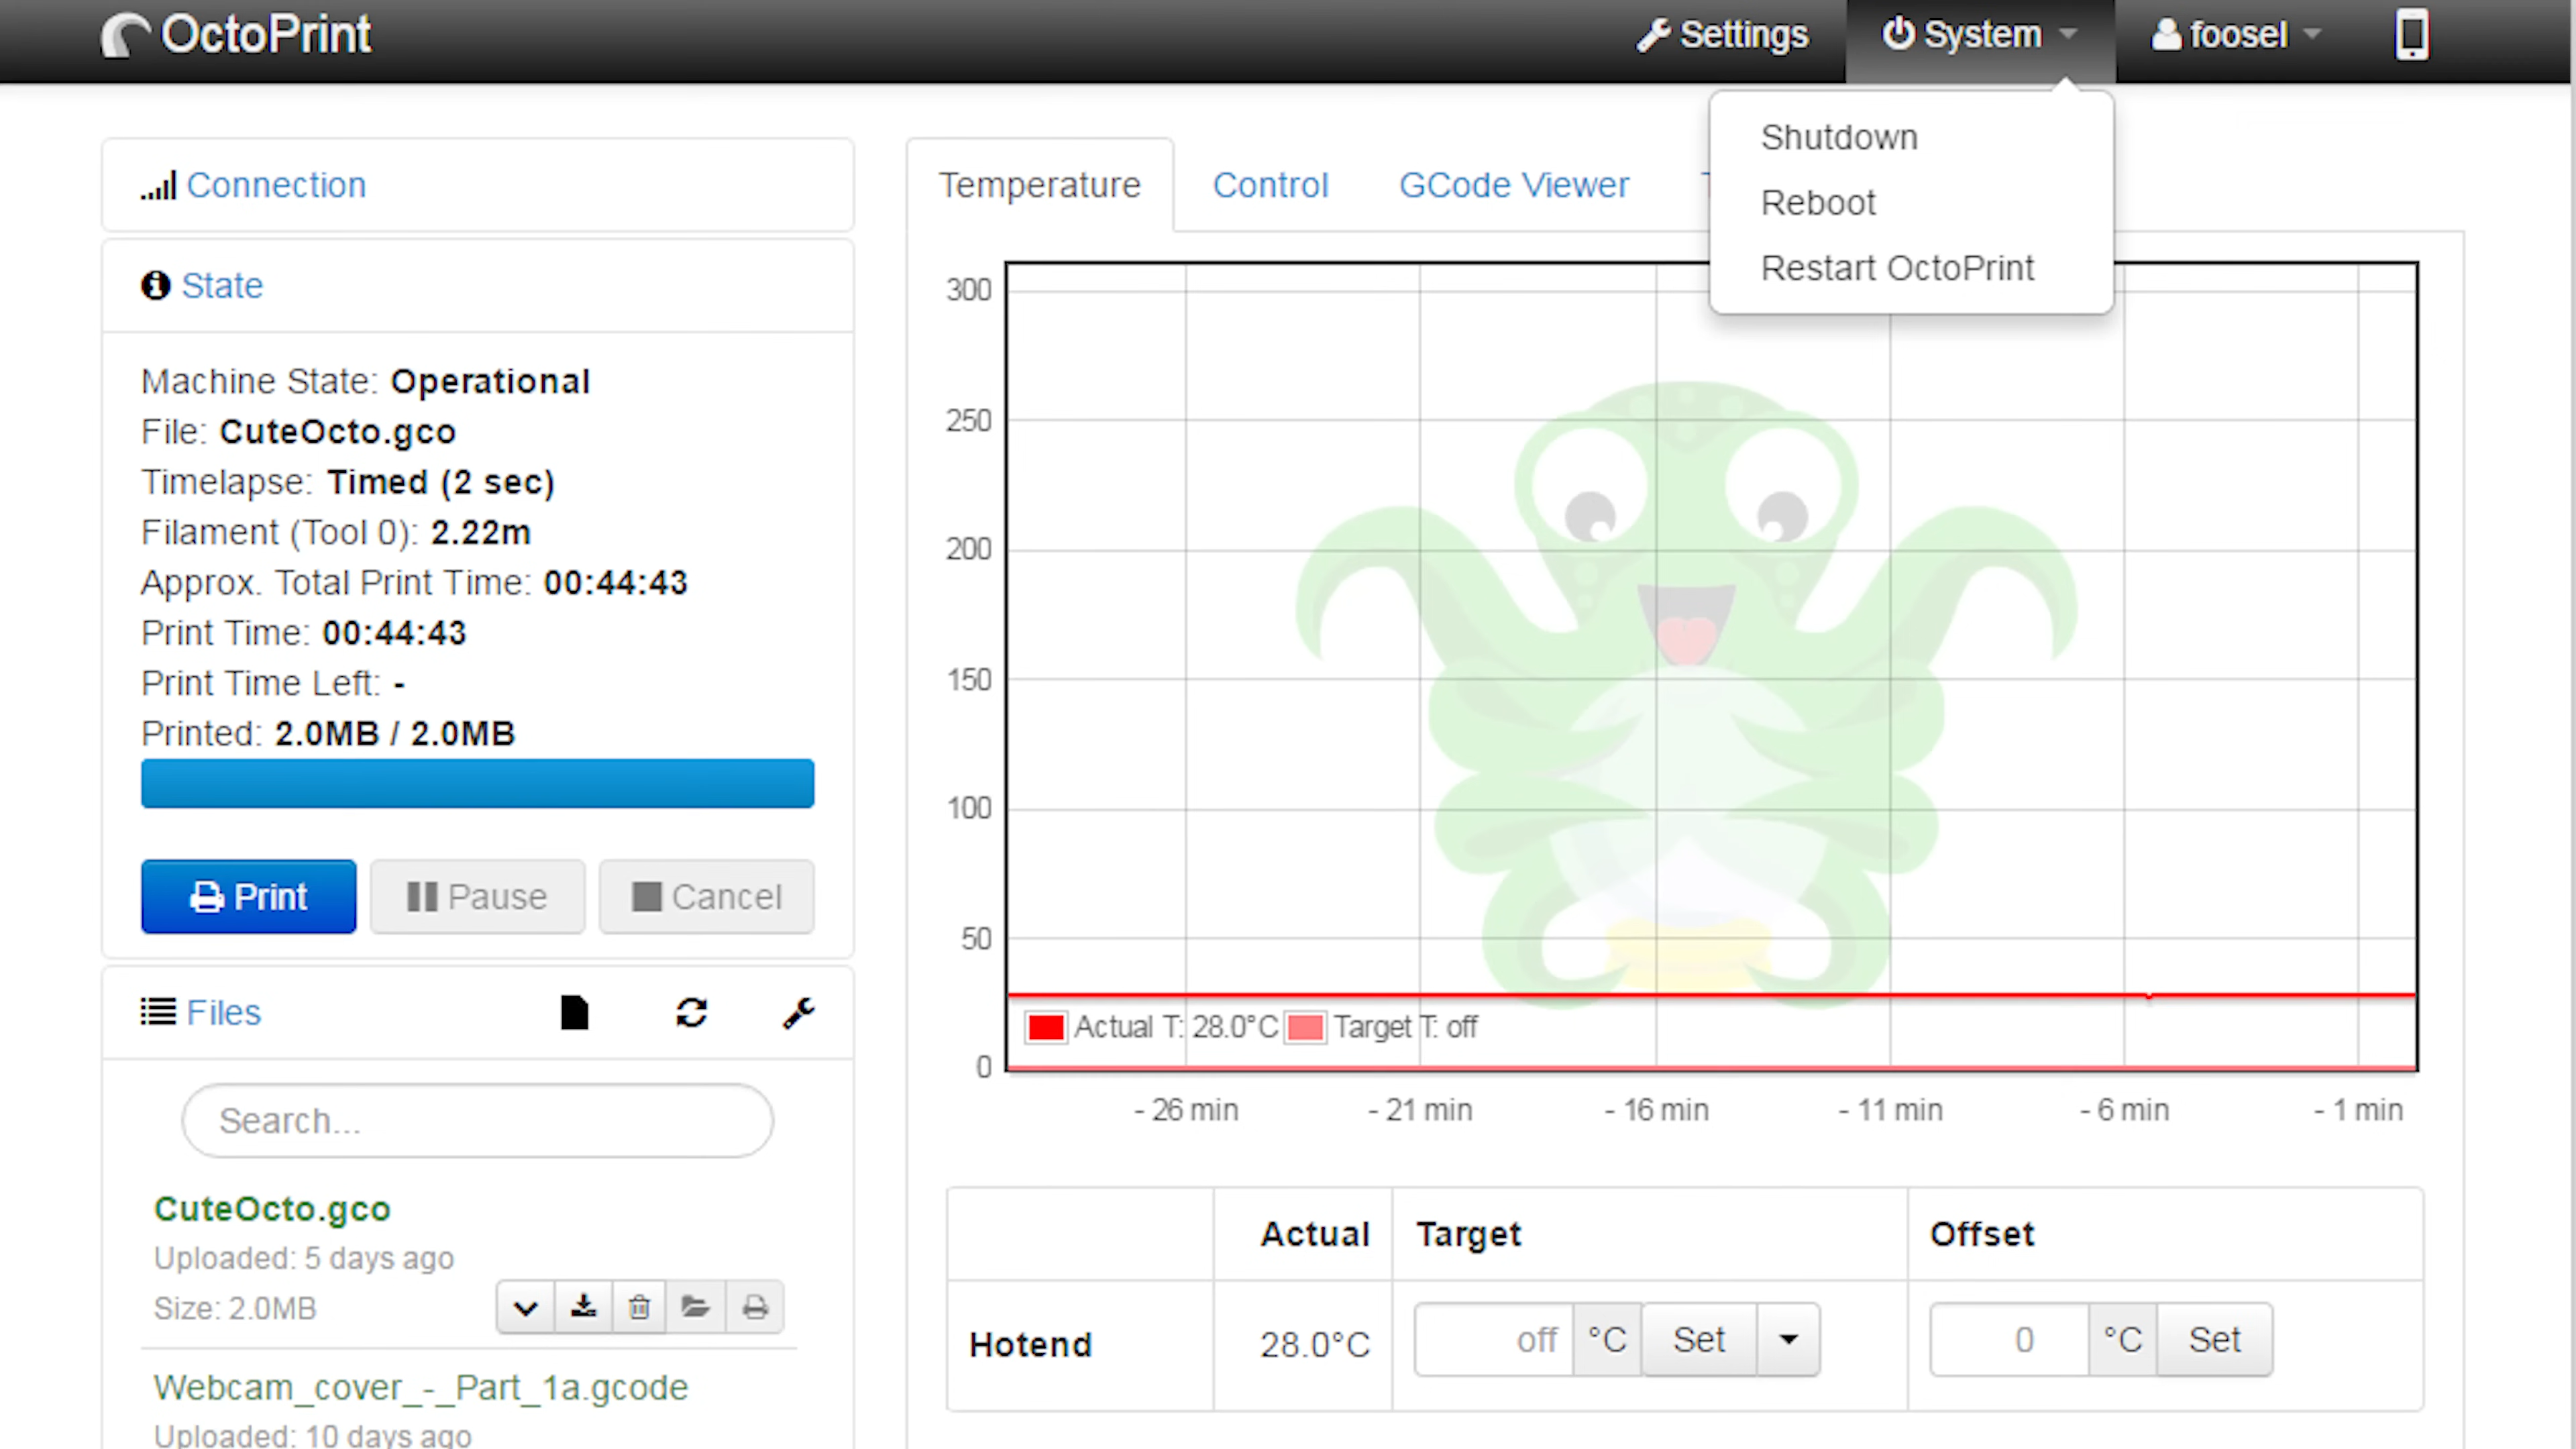 OctoPrint
Settings
System
foosel
Shutdown
Reboot
Restart OctoPrint
Connection
State
Machine State: Operational
File: CuteOcto.gco
Timelapse: Timed (2 sec)
Filament (Tool 0): 2.22m
Approx. Total Print Time: 00:44:43
Print Time: 00:44:43
Print Time Left: -
Printed: 2.0MB / 2.0MB
Print
Pause
Cancel
Files
Search...
CuteOcto.gco
Uploaded: 5 days ago
Size: 2.0MB
Webcam_cover_-_Part_1a.gcode
Uploaded: 10 days ago
Temperature
Control
GCode Viewer
300
250
200
150
100
50
0
Actual T: 28.0°C
Target T: off
- 26 min
- 21 min
- 16 min
- 11 min
- 6 min
- 1 min
Actual
Target
Offset
Hotend
28.0°C
off
°C
Set
0
°C
Set